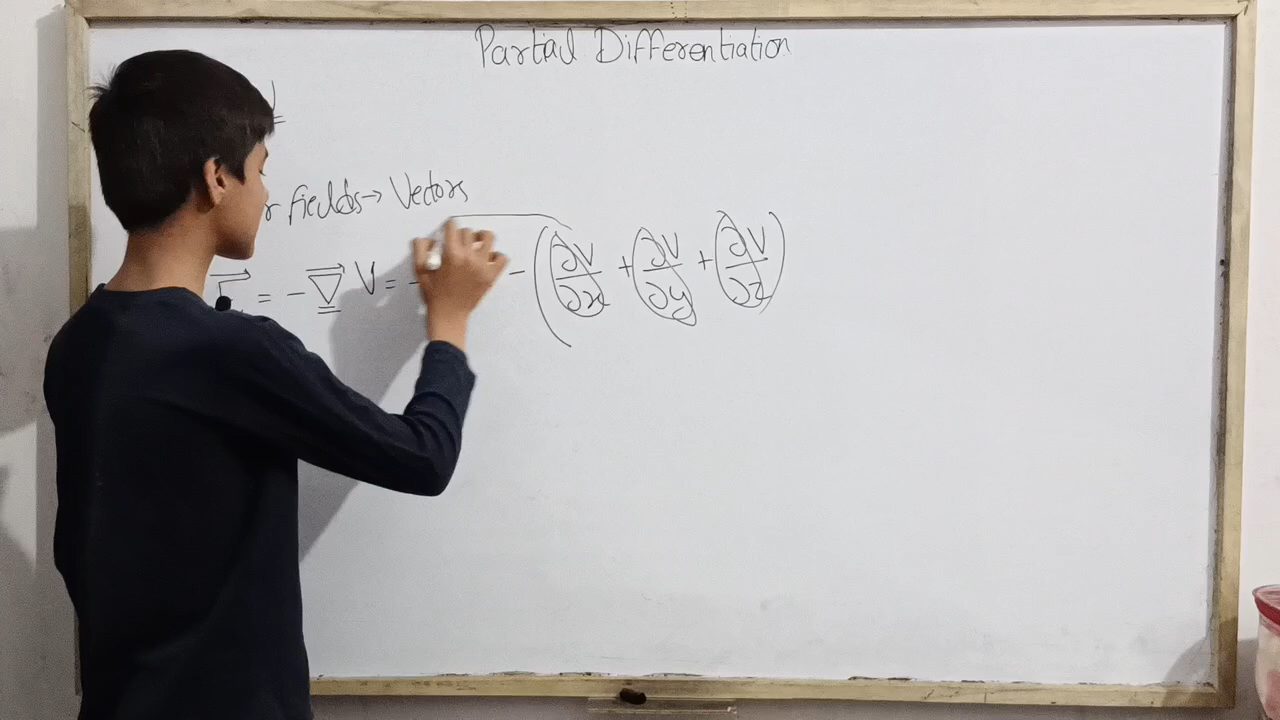 Partial Differentiation
r fields→ Vectors
= -∇⃗ V = - - (∂V/∂x + ∂V/∂y + ∂V/∂z)